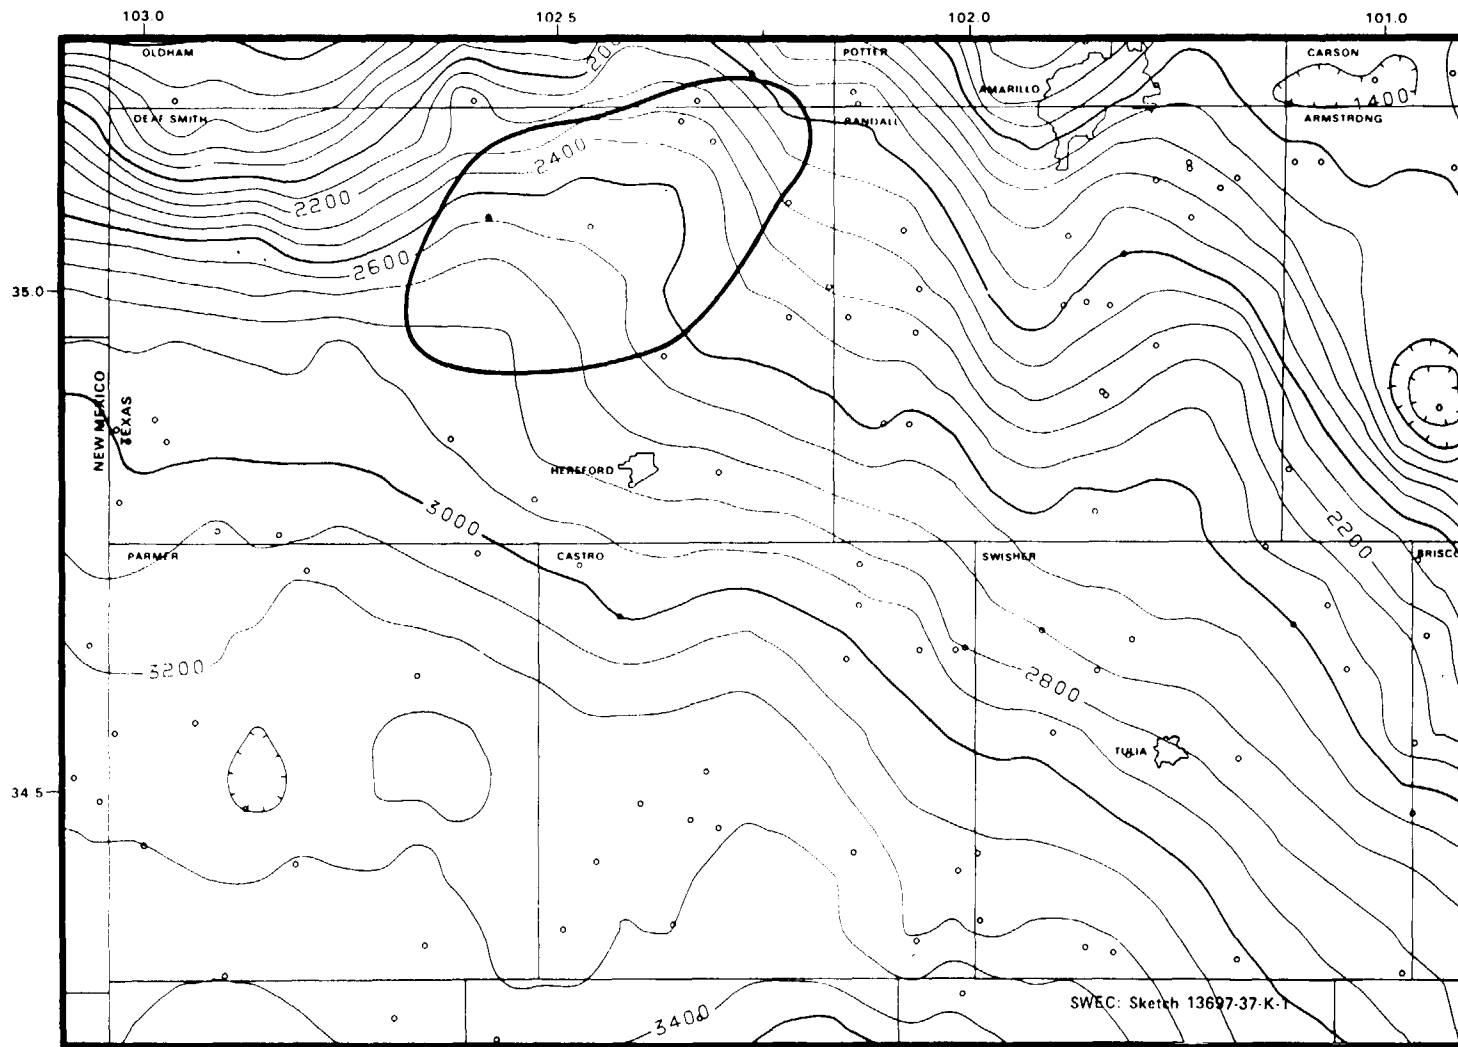 103.0 102 5 102.0 101.0
OLDHAM POTTER CARSON
AMARILLO
1400
DEAF SMITH RANDALL ARMSTRONG
2400
2200
2600
35.0
NEW MEXICO
TEXAS
HEREFORD
3000
2200
PARMER CASTRO SWISHER BRISCO
3200
2800
TULIA
34.5
SWEC: Sketch 13697-37-K-1
3400